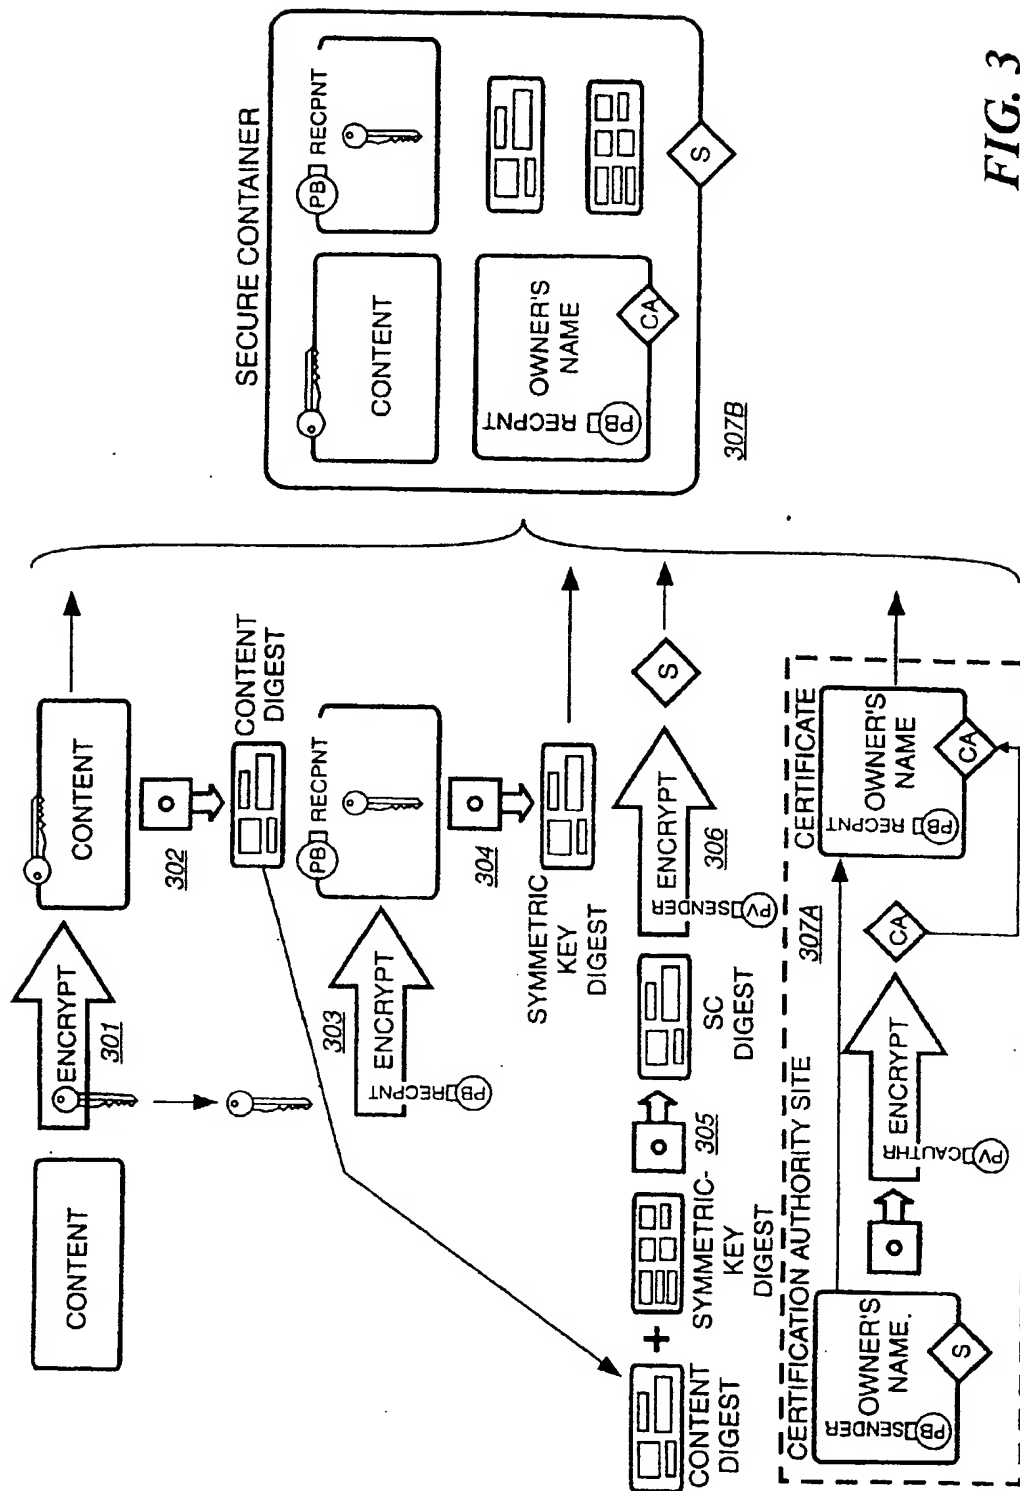 CONTENT
ENCRYPT
301
CONTENT
302
CONTENT
DIGEST
ENCRYPT
303
PB RECPNT
PB RECPNT
304
SYMMETRIC
KEY
DIGEST
CONTENT
DIGEST
+
SYMMETRIC-
KEY
DIGEST
305
SC
DIGEST
ENCRYPT
306
PV SENDER
S
CERTIFICATION AUTHORITY SITE
307A
OWNER'S
NAME.
PB SENDER
S
ENCRYPT
PV CAUTHR
CA
CERTIFICATE
OWNER'S
NAME
PB RECPNT
CA
SECURE CONTAINER
CONTENT
PB RECPNT
OWNER'S
NAME
PB RECPNT
CA
S
307B
FIG. 3